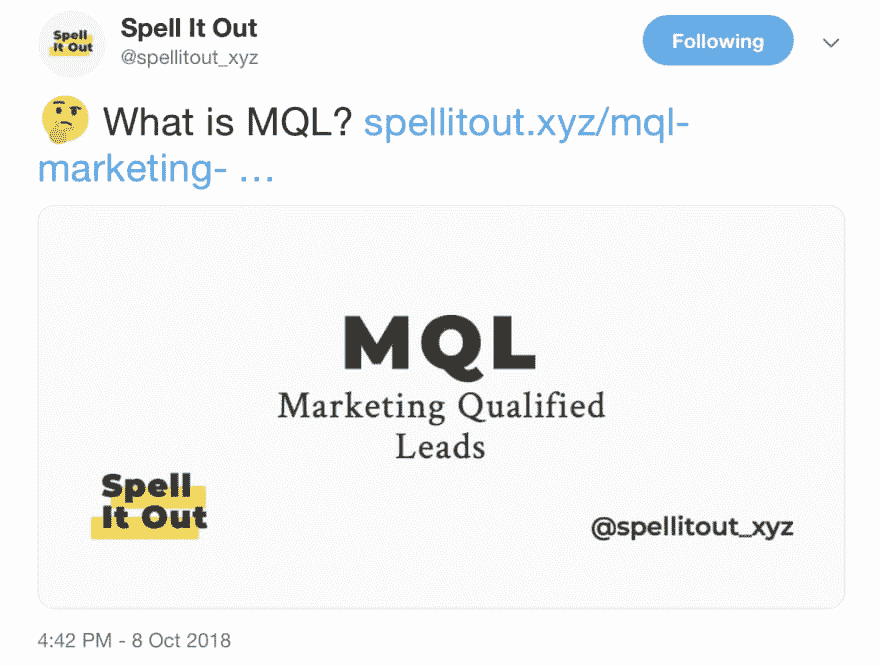 Spell
It Out
Spell It Out
@spellitout_xyz
Following
🤔 What is MQL? spellitout.xyz/mql-
marketing- ...
MQL
Marketing Qualified
Leads
Spell
It Out
@spellitout_xyz
4:42 PM - 8 Oct 2018